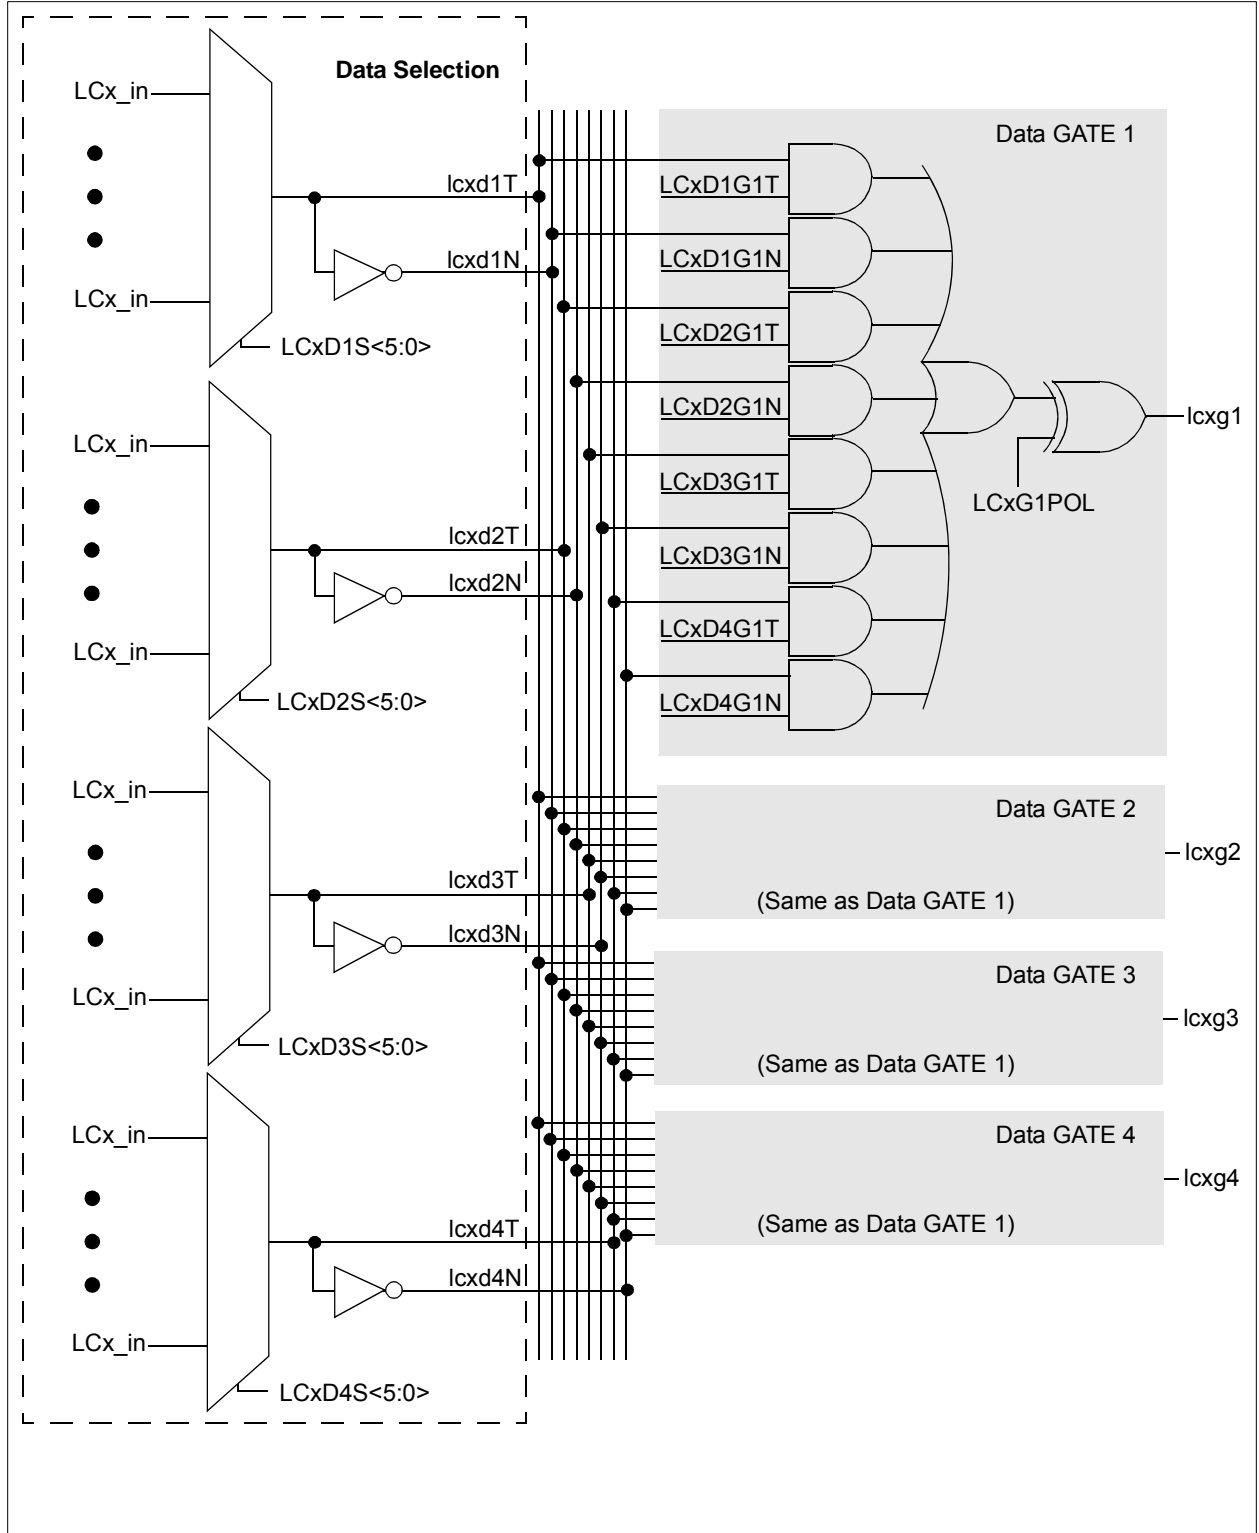 Data Selection
LCx_in
LCx_in
lcxd1T
lcxd1N
LCxD1S<5:0>
LCx_in
LCx_in
lcxd2T
lcxd2N
LCxD2S<5:0>
LCx_in
LCx_in
lcxd3T
lcxd3N
LCxD3S<5:0>
LCx_in
LCx_in
lcxd4T
lcxd4N
LCxD4S<5:0>
Data GATE 1
LCxD1G1T
LCxD1G1N
LCxD2G1T
LCxD2G1N
LCxD3G1T
LCxD3G1N
LCxD4G1T
LCxD4G1N
LCxG1POL
lcxg1
Data GATE 2
(Same as Data GATE 1)
lcxg2
Data GATE 3
(Same as Data GATE 1)
lcxg3
Data GATE 4
(Same as Data GATE 1)
lcxg4